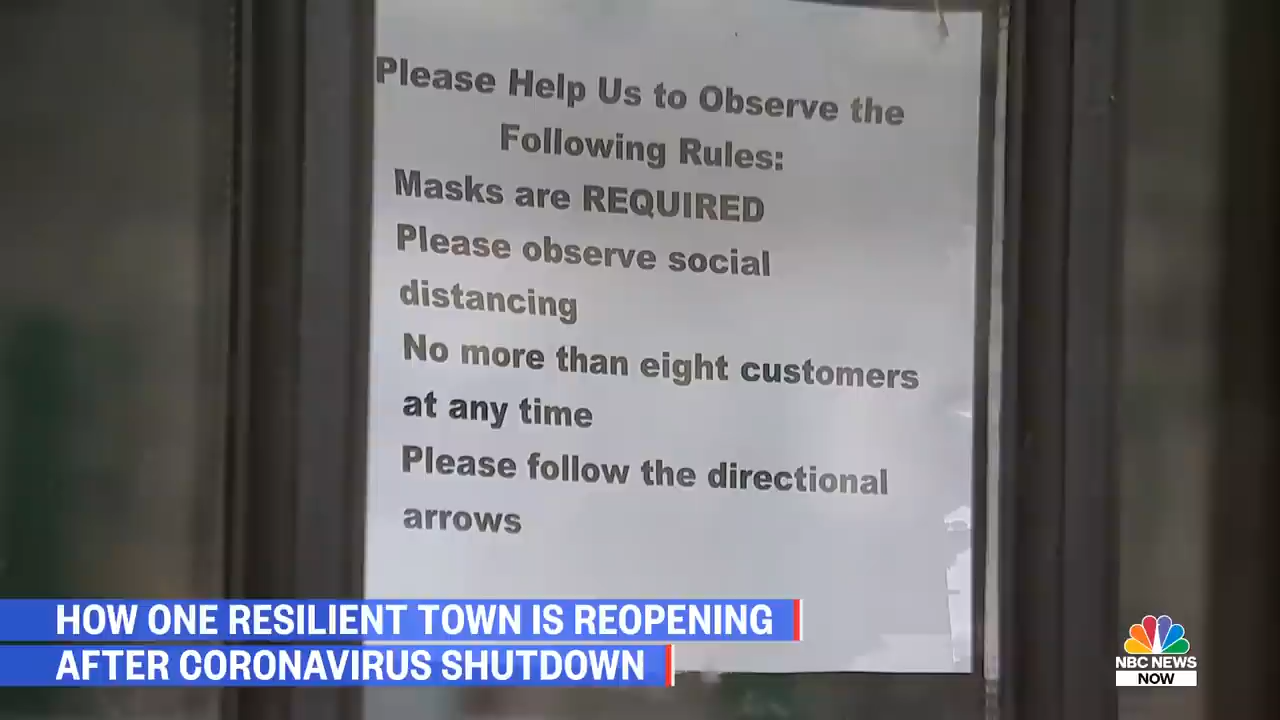 Please Help Us to Observe the
Following Rules:
Masks are REQUIRED
Please observe social
distancing
No more than eight customers
at any time
Please follow the directional
arrows
HOW ONE RESILIENT TOWN IS REOPENING
AFTER CORONAVIRUS SHUTDOWN
NBC NEWS
NOW